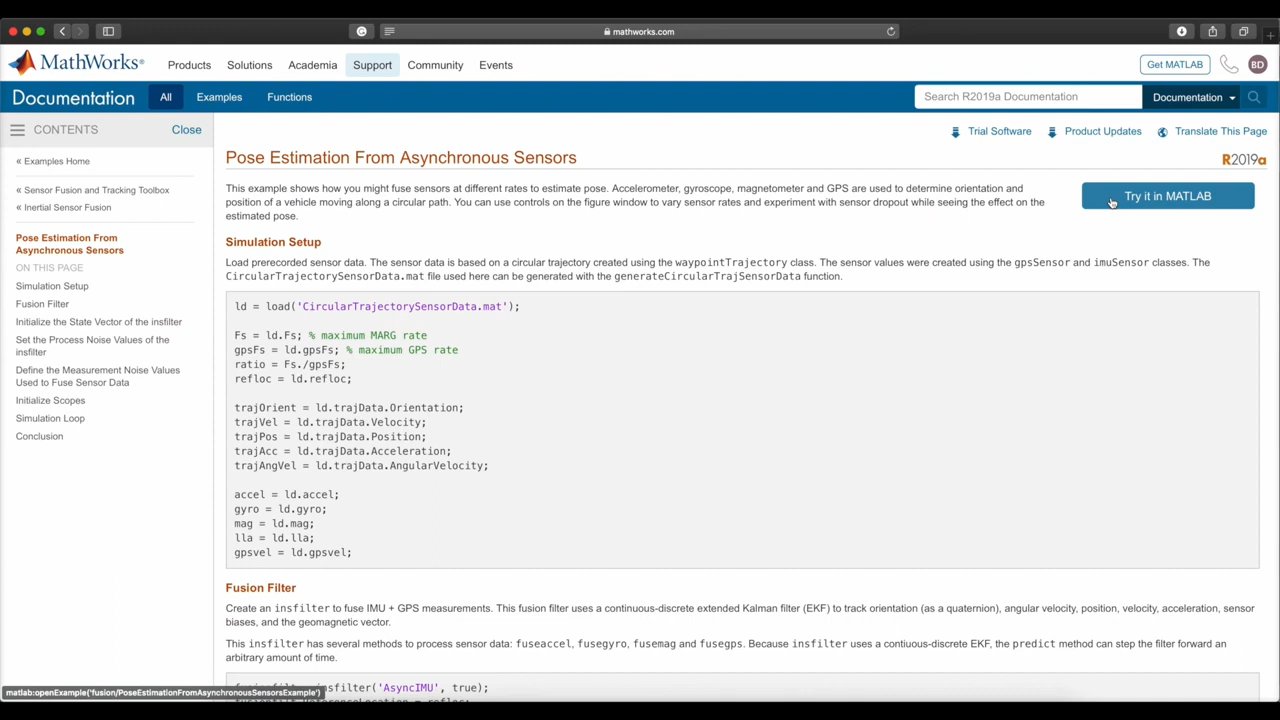 mathworks.com
MathWorks® Products Solutions Academia Support Community Events Get MATLAB BD
Documentation All Examples Functions Search R2019a Documentation Documentation
CONTENTS Close
« Examples Home
« Sensor Fusion and Tracking Toolbox
« Inertial Sensor Fusion
Pose Estimation From
Asynchronous Sensors
ON THIS PAGE
Simulation Setup
Fusion Filter
Initialize the State Vector of the insfilter
Set the Process Noise Values of the
insfilter
Define the Measurement Noise Values
Used to Fuse Sensor Data
Initialize Scopes
Simulation Loop
Conclusion
Trial Software Product Updates Translate This Page
Pose Estimation From Asynchronous Sensors
R2019a
This example shows how you might fuse sensors at different rates to estimate pose. Accelerometer, gyroscope, magnetometer and GPS are used to determine orientation and
position of a vehicle moving along a circular path. You can use controls on the figure window to vary sensor rates and experiment with sensor dropout while seeing the effect on the
estimated pose.
Try it in MATLAB
Simulation Setup
Load prerecorded sensor data. The sensor data is based on a circular trajectory created using the waypointTrajectory class. The sensor values were created using the gpsSensor and imuSensor classes. The
CircularTrajectorySensorData.mat file used here can be generated with the generateCircularTrajSensorData function.
ld = load('CircularTrajectorySensorData.mat');
Fs = ld.Fs; % maximum MARG rate
gpsFs = ld.gpsFs; % maximum GPS rate
ratio = Fs./gpsFs;
refloc = ld.refloc;
trajOrient = ld.trajData.Orientation;
trajVel = ld.trajData.Velocity;
trajPos = ld.trajData.Position;
trajAcc = ld.trajData.Acceleration;
trajAngVel = ld.trajData.AngularVelocity;
accel = ld.accel;
gyro = ld.gyro;
mag = ld.mag;
lla = ld.lla;
gpsvel = ld.gpsvel;
Fusion Filter
Create an insfilter to fuse IMU + GPS measurements. This fusion filter uses a continuous-discrete extended Kalman filter (EKF) to track orientation (as a quaternion), angular velocity, position, velocity, acceleration, sensor
biases, and the geomagnetic vector.
This insfilter has several methods to process sensor data: fuseaccel, fusegyro, fusemag and fusegps. Because insfilter uses a contiuous-discrete EKF, the predict method can step the filter forward an
arbitrary amount of time.
insfilter('AsyncIMU', true);
matlab:openExample('fusion/PoseEstimationFromAsynchronousSensorsExample')